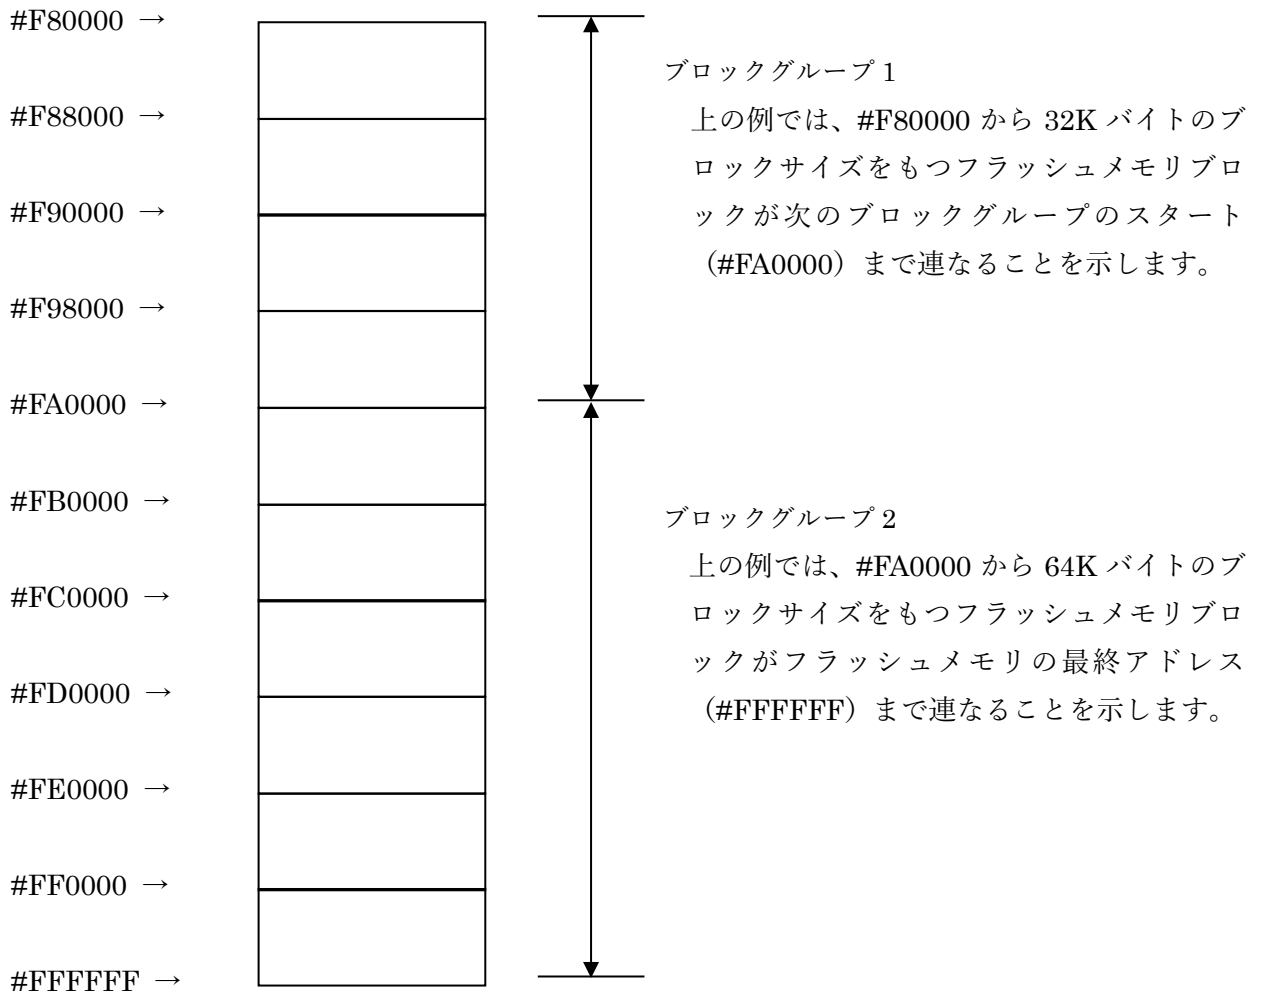 #F80000 →
ブロックグループ 1
#F88000 →
上の例では、#F80000 から 32K バイトのブ
ロックサイズをもつフラッシュメモリブロ
#F90000 →
ックが次のブロックグループのスタート
（#FA0000）まで連なることを示します。
#F98000 →
#FA0000 →
#FB0000 →
ブロックグループ 2
上の例では、#FA0000 から 64K バイトのブ
#FC0000 →
ロックサイズをもつフラッシュメモリブロ
ックがフラッシュメモリの最終アドレス
#FD0000 →
（#FFFFFF）まで連なることを示します。
#FE0000 →
#FF0000 →
#FFFFFF →